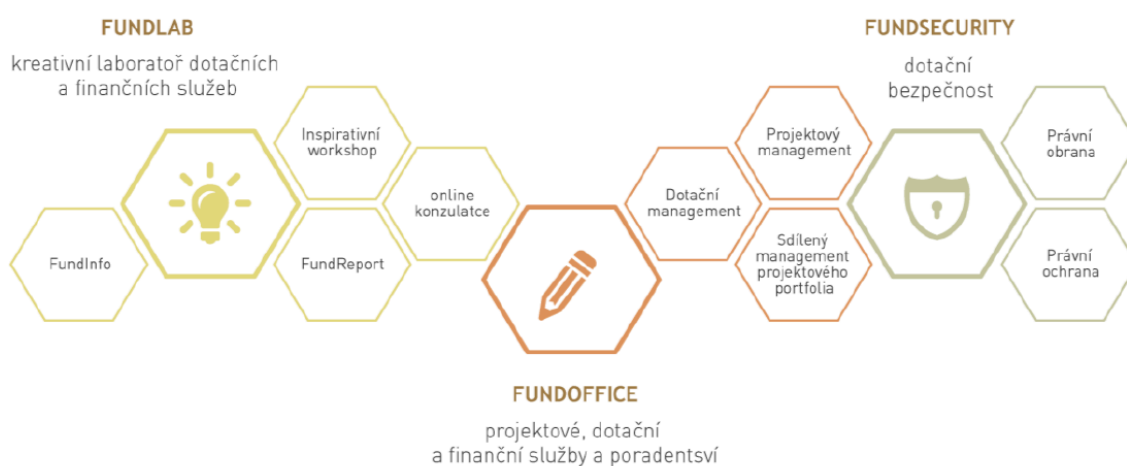 FUNDLAB
kreativní laboratoř dotačních
a finančních služeb
FundInfo
Inspirativní
workshop
FundReport
online
konzulatce
FUNDOFFICE
projektové, dotační
a finanční služby a poradentsví
Dotační
management
Projektový
management
Sdílený
management
projektového
portfolia
FUNDSECURITY
dotační
bezpečnost
Právní
obrana
Právní
ochrana